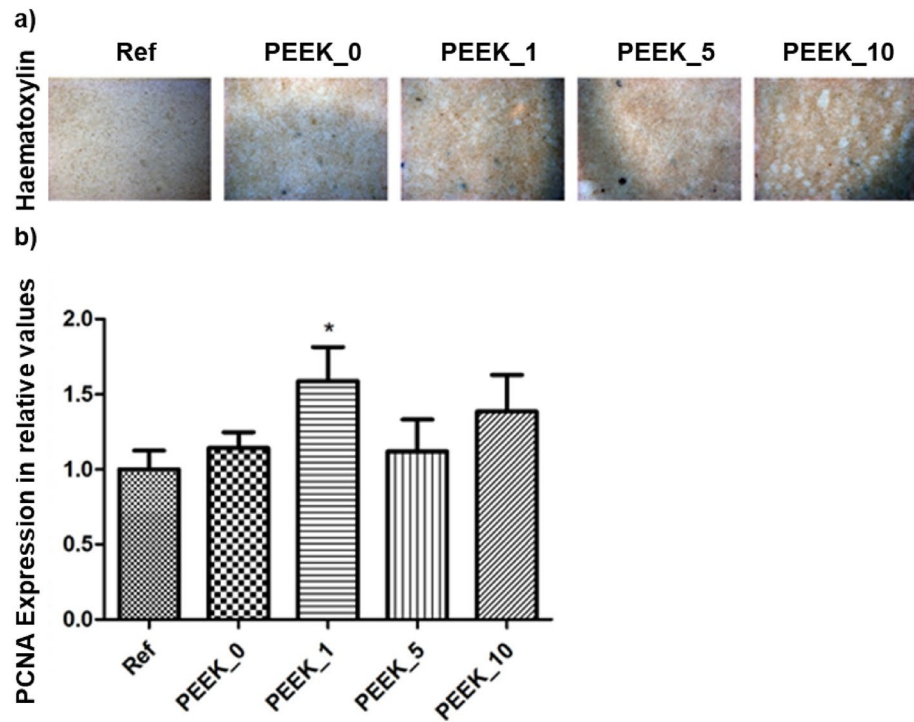 a)
Ref PEEK_0 PEEK_1 PEEK_5 PEEK_10
Haematoxylin
b)
PCNA Expression in relative values
2.0
*
1.5
1.0
0.5
0.0
Ref PEEK_0 PEEK_1 PEEK_5 PEEK_10